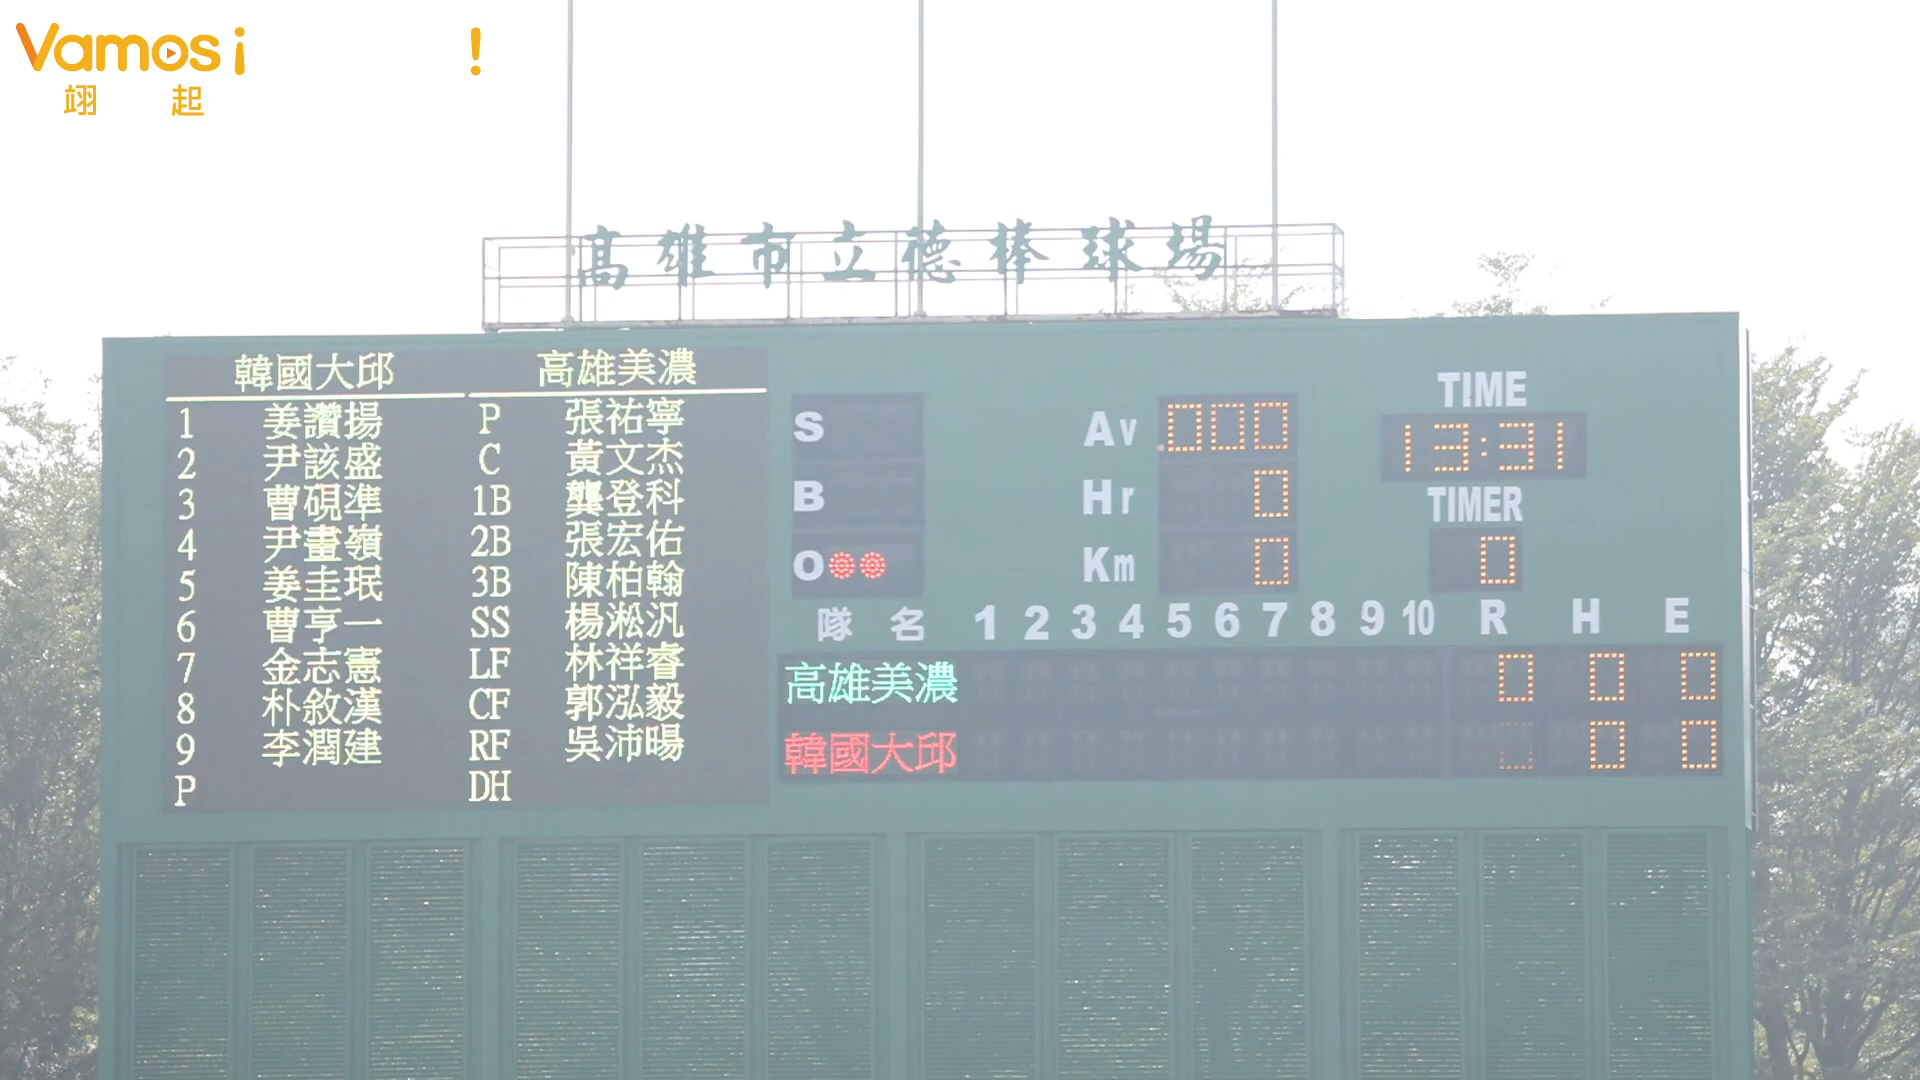 Vamos¡ !
翊 起
高雄市立德棒球場
韓國大邱 高雄美濃
1 姜讚揚 P 張祐寧
2 尹該盛 C 黃文杰
3 曹硯準 1B 龔登科
4 尹畫嶺 2B 張宏佑
5 姜圭珉 3B 陳柏翰
6 曹亨一 SS 楊淞汎
7 金志憲 LF 林祥睿
8 朴敘漢 CF 郭泓毅
9 李潤建 RF 吳沛暘
P DH
S Av .000
B Hr 0
O Km 0
TIME
13:31
TIMER
0
隊名 1 2 3 4 5 6 7 8 9 10 R H E
高雄美濃 0 0 0
韓國大邱 0 0